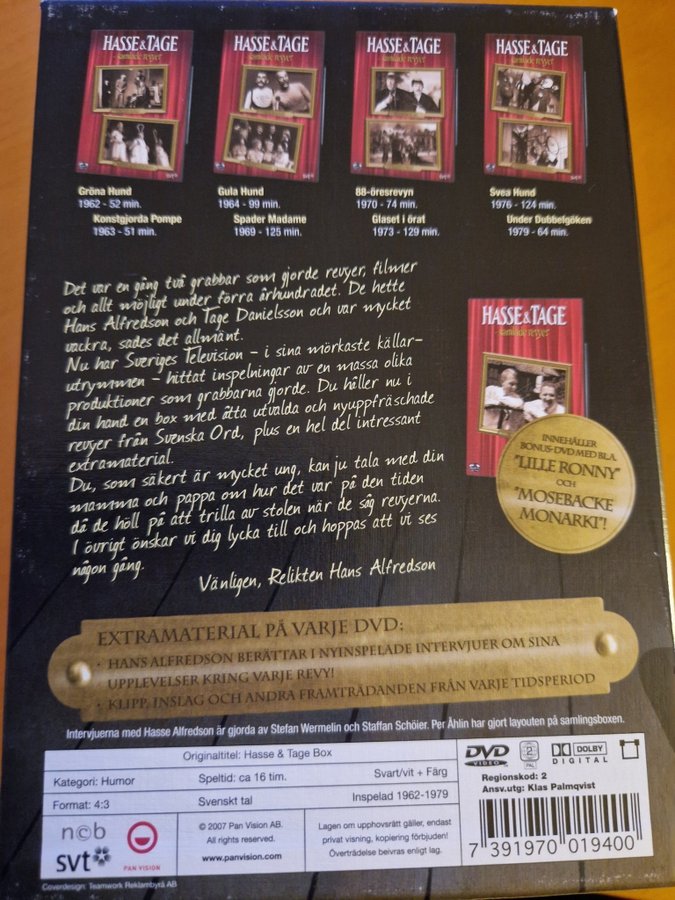 HASSE & TAGE
samlade revyer
HASSE & TAGE
samlade revyer
HASSE & TAGE
samlade revyer
HASSE & TAGE
samlade revyer
Gröna Hund
1962 - 52 min.
Konstgjorda Pompe
1963 - 51 min.
Gula Hund
1964 - 99 min.
Spader Madame
1969 - 125 min.
88-öresrevyn
1970 - 74 min.
Glaset i örat
1973 - 129 min.
Svea Hund
1976 - 124 min.
Under Dubbelgöken
1979 - 64 min.
Det var en gång två grabbar som gjorde revyer, filmer
och allt möjligt under förra århundradet. De hette
Hans Alfredson och Tage Danielsson och var mycket
vackra, sades det allmänt.
Nu har Sveriges Television – i sina mörkaste källar-
utrymmen – hittat inspelningar av en massa olika
produktioner som grabbarna gjorde. Du håller nu i
din hand en box med åtta utvalda och nyuppfräschade
revyer från Svenska Ord, plus en hel del intressant
extramaterial.
Du, som säkert är mycket ung, kan ju tala med din
mamma och pappa om hur det var på den tiden
då de höll på att trilla av stolen när de såg revyerna.
I övrigt önskar vi dig lycka till och hoppas att vi ses
någon gång.
Vänligen, Relikten Hans Alfredson
HASSE & TAGE
samlade revyer
INNEHÅLLER
BONUS-DVD MED BL.A.
"LILLE RONNY"
OCH
"MOSEBACKE
MONARKI"!
EXTRAMATERIAL PÅ VARJE DVD:
• HANS ALFREDSON BERÄTTAR I NYINSPELADE INTERVJUER OM SINA
UPPLEVELSER KRING VARJE REVY!
• KLIPP, INSLAG OCH ANDRA FRAMTRÄDANDEN FRÅN VARJE TIDSPERIOD
Intervjuerna med Hasse Alfredson är gjorda av Stefan Wermelin och Staffan Schöier. Per Åhlin har gjort layouten på samlingsboxen.
Originaltitel: Hasse & Tage Box
Kategori: Humor
Speltid: ca 16 tim.
Svart/vit + Färg
Format: 4:3
Svenskt tal
Inspelad 1962-1979
ncb
svt
PAN VISION
© 2007 Pan Vision AB.
All rights reserved.
www.panvision.com
Lagen om upphovsrätt gäller, endast
privat visning, kopiering förbjuden!
Överträdelse beivras enligt lag.
DVD
VIDEO
2
PAL
DOLBY
DIGITAL
Regionskod: 2
Ansv.utg: Klas Palmqvist
7 391970 019400
Coverdesign: Teamwork Reklambyrå AB